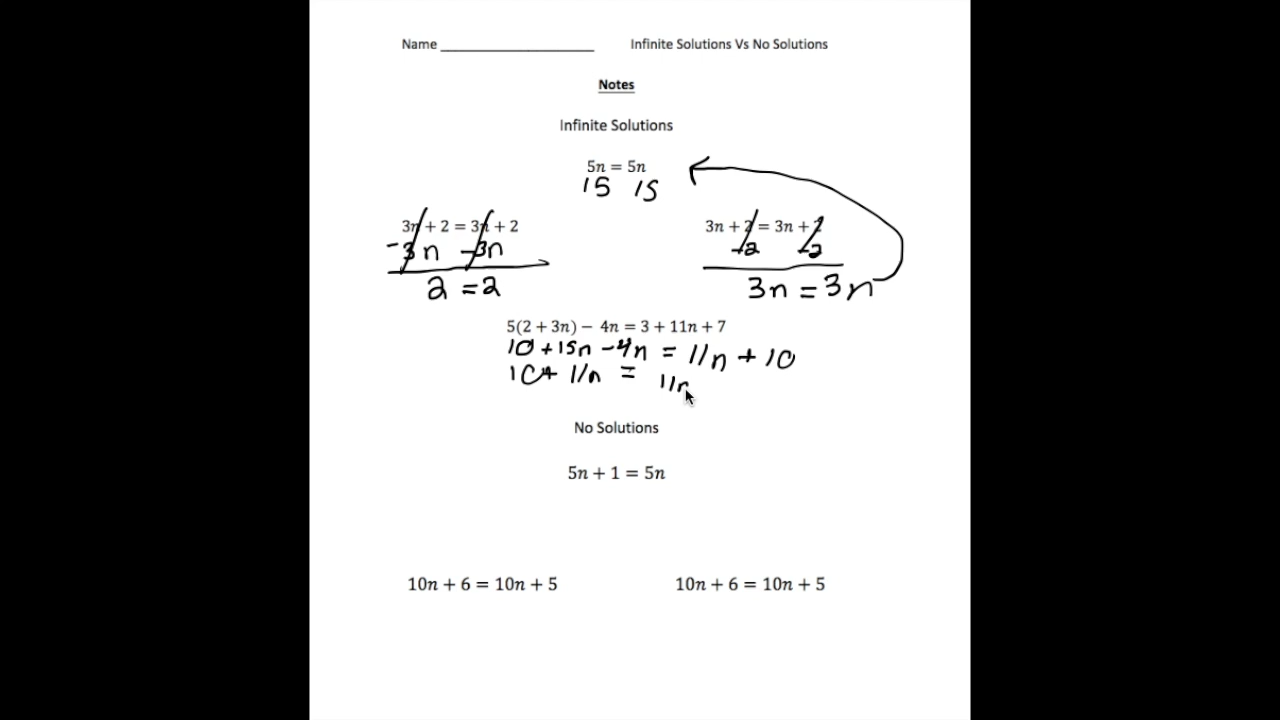 Name ______________________ Infinite Solutions Vs No Solutions
Notes
Infinite Solutions
5n = 5n
15 15
3n + 2 = 3n + 2 3n + 2 = 3n + 2
-3n -3n -2 -2
2 = 2 3n = 3n
5(2 + 3n) − 4n = 3 + 11n + 7
10 + 15n - 4n = 11n + 10
10 + 11n = 11n
No Solutions
5n + 1 = 5n
10n + 6 = 10n + 5 10n + 6 = 10n + 5